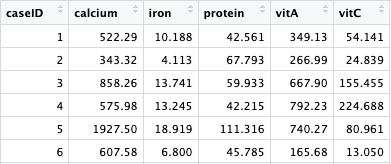 caseID calcium iron protein vitA vitC
1 522.29 10.188 42.561 349.13 54.141
2 343.32 4.113 67.793 266.99 24.839
3 858.26 13.741 59.933 667.90 155.455
4 575.98 13.245 42.215 792.23 224.688
5 1927.50 18.919 111.316 740.27 80.961
6 607.58 6.800 45.785 165.68 13.050